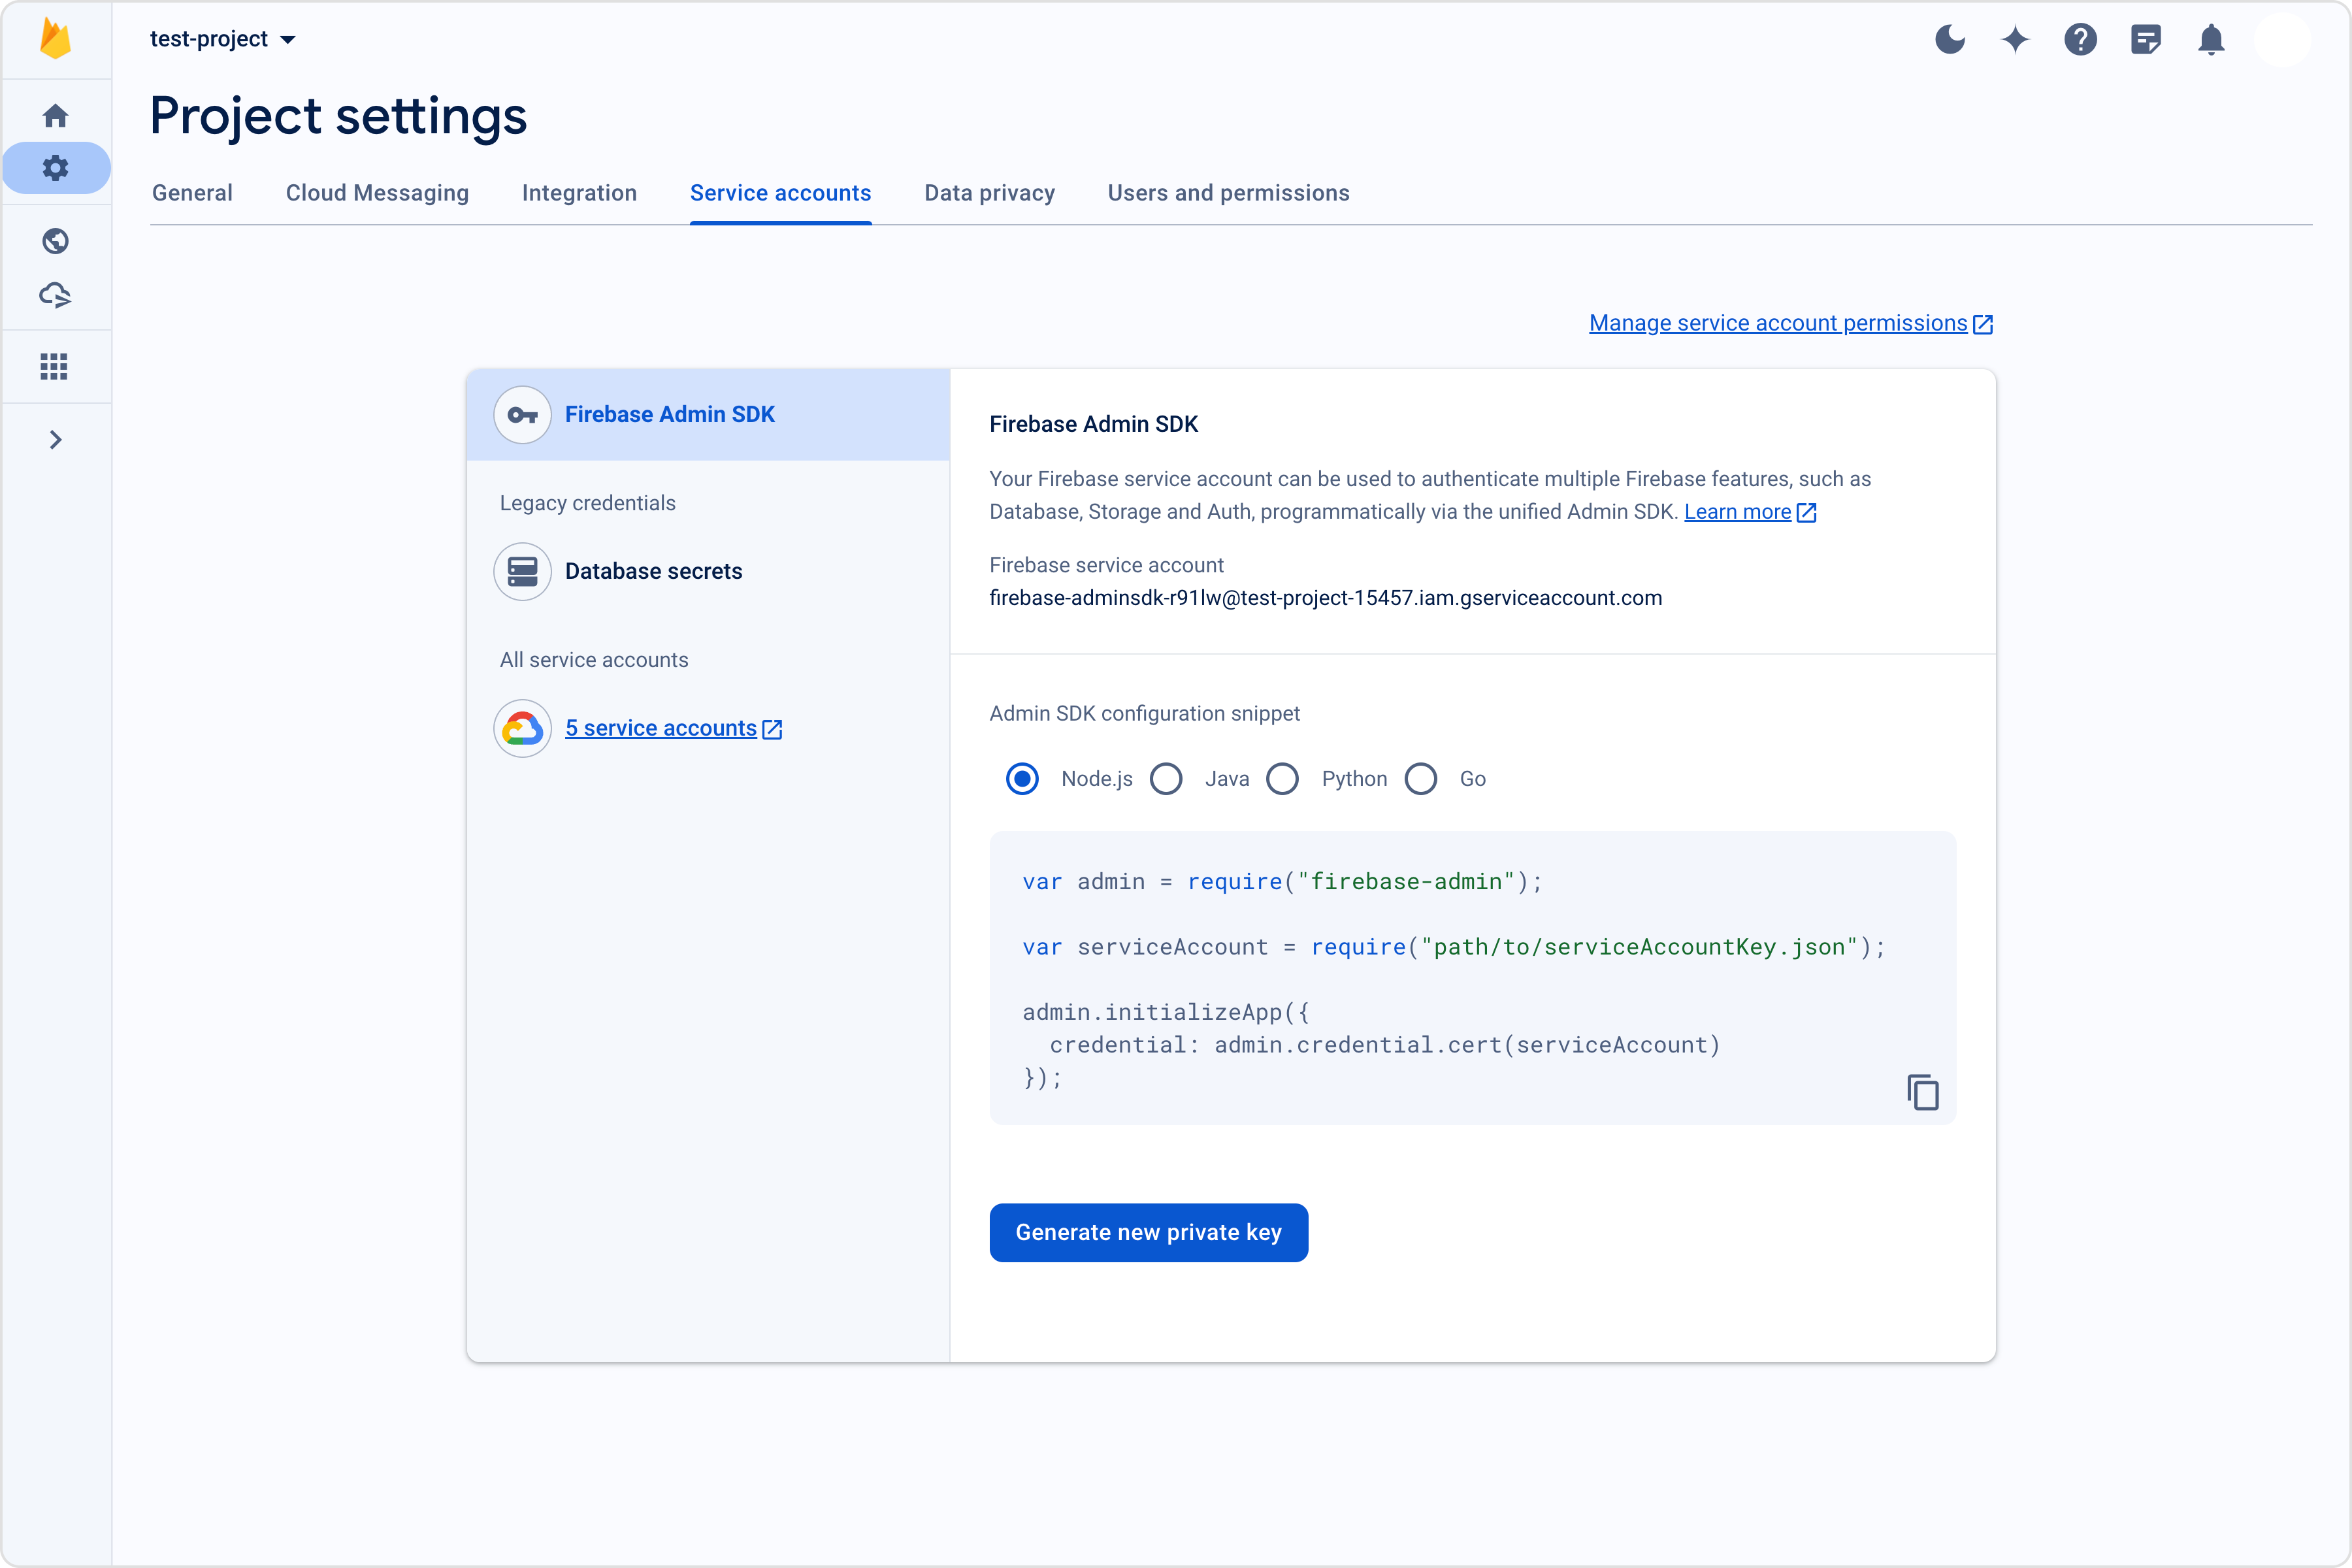 test-project
Project settings
General Cloud Messaging Integration Service accounts Data privacy Users and permissions
Manage service account permissions
Firebase Admin SDK
Legacy credentials
Database secrets
All service accounts
5 service accounts
Firebase Admin SDK
Your Firebase service account can be used to authenticate multiple Firebase features, such as
Database, Storage and Auth, programmatically via the unified Admin SDK. Learn more
Firebase service account
firebase-adminsdk-r91lw@test-project-15457.iam.gserviceaccount.com
Admin SDK configuration snippet
Node.js Java Python Go
var admin = require("firebase-admin");
var serviceAccount = require("path/to/serviceAccountKey.json");
admin.initializeApp({
  credential: admin.credential.cert(serviceAccount)
});
Generate new private key